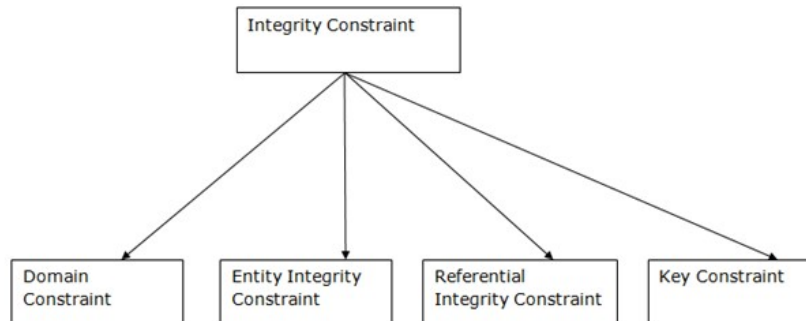 Integrity Constraint
Domain
Constraint
Entity Integrity
Constraint
Referential
Integrity Constraint
Key Constraint